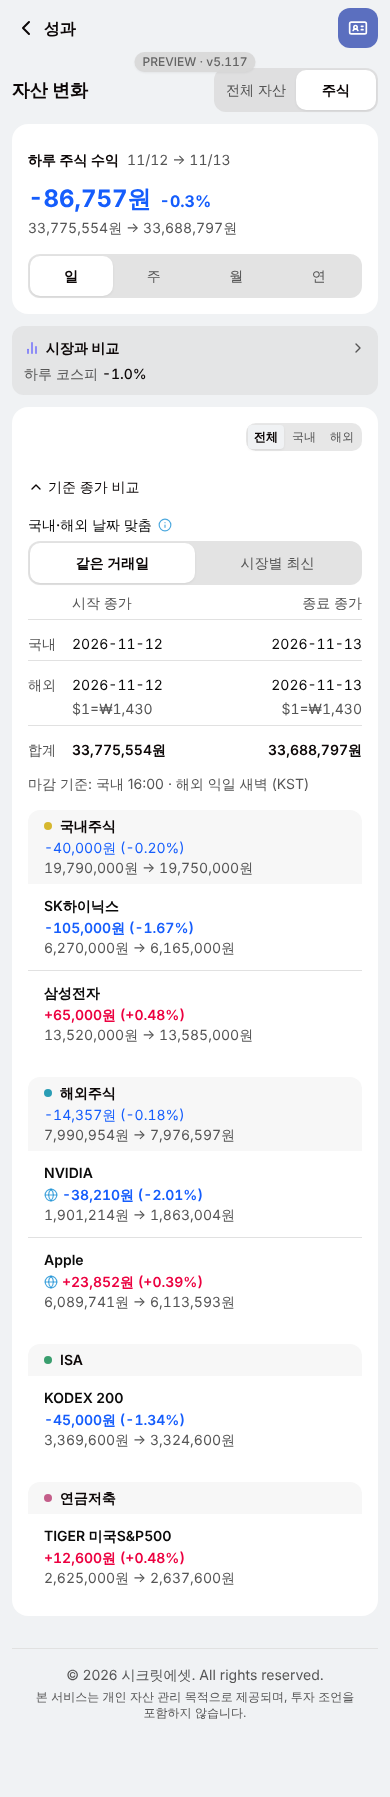 성과
PREVIEW · v5.117
자산 변화
전체 자산 주식
하루 주식 수익 11/12 → 11/13
-86,757원 -0.3%
33,775,554원 → 33,688,797원
일 주 월 연
시장과 비교
하루 코스피 -1.0%
전체 국내 해외
기준 종가 비교
국내·해외 날짜 맞춤
같은 거래일 시장별 최신
시작 종가 종료 종가
국내 2026-11-12 2026-11-13
해외 2026-11-12 2026-11-13
$1=₩1,430 $1=₩1,430
합계 33,775,554원 33,688,797원
마감 기준: 국내 16:00 · 해외 익일 새벽 (KST)
국내주식
-40,000원 (-0.20%)
19,790,000원 → 19,750,000원
SK하이닉스
-105,000원 (-1.67%)
6,270,000원 → 6,165,000원
삼성전자
+65,000원 (+0.48%)
13,520,000원 → 13,585,000원
해외주식
-14,357원 (-0.18%)
7,990,954원 → 7,976,597원
NVIDIA
-38,210원 (-2.01%)
1,901,214원 → 1,863,004원
Apple
+23,852원 (+0.39%)
6,089,741원 → 6,113,593원
ISA
KODEX 200
-45,000원 (-1.34%)
3,369,600원 → 3,324,600원
연금저축
TIGER 미국S&P500
+12,600원 (+0.48%)
2,625,000원 → 2,637,600원
© 2026 시크릿에셋. All rights reserved.
본 서비스는 개인 자산 관리 목적으로 제공되며, 투자 조언을
포함하지 않습니다.